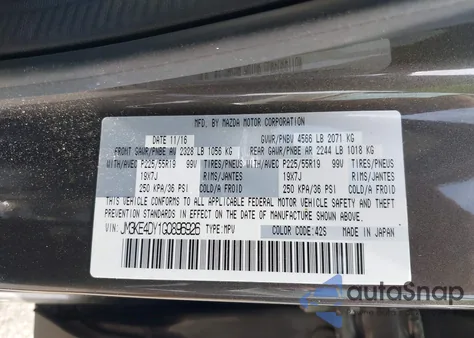 MFD. BY MAZDA MOTOR CORPORATION
DATE 11/16 GVWR/PNBV 4566 LB 2071 KG
FRONT GAWR/PNBE AV 2328 LB 1056 KG REAR GAWR/PNBE AR 2244 LB 1018 KG
WITH/AVEC P225/55R19 99V TIRES/PNEUS WITH/AVEC P225/55R19 99V TIRES/PNEUS
19X7J RIMS/JANTES 19X7J RIMS/JANTES
250 KPA/36 PSI COLD/A FROID 250 KPA/36 PSI COLD/A FROID
THIS VEHICLE CONFORMS TO ALL APPLICABLE FEDERAL MOTOR VEHICLE SAFETY AND THEFT
PREVENTION STANDARDS IN EFFECT ON THE DATE OF MANUFACTURE SHOWN ABOVE.
VIN: JM3KE4DY1G0896926 TYPE:MPV COLOR CODE:42S MADE IN JAPAN
autoSnap